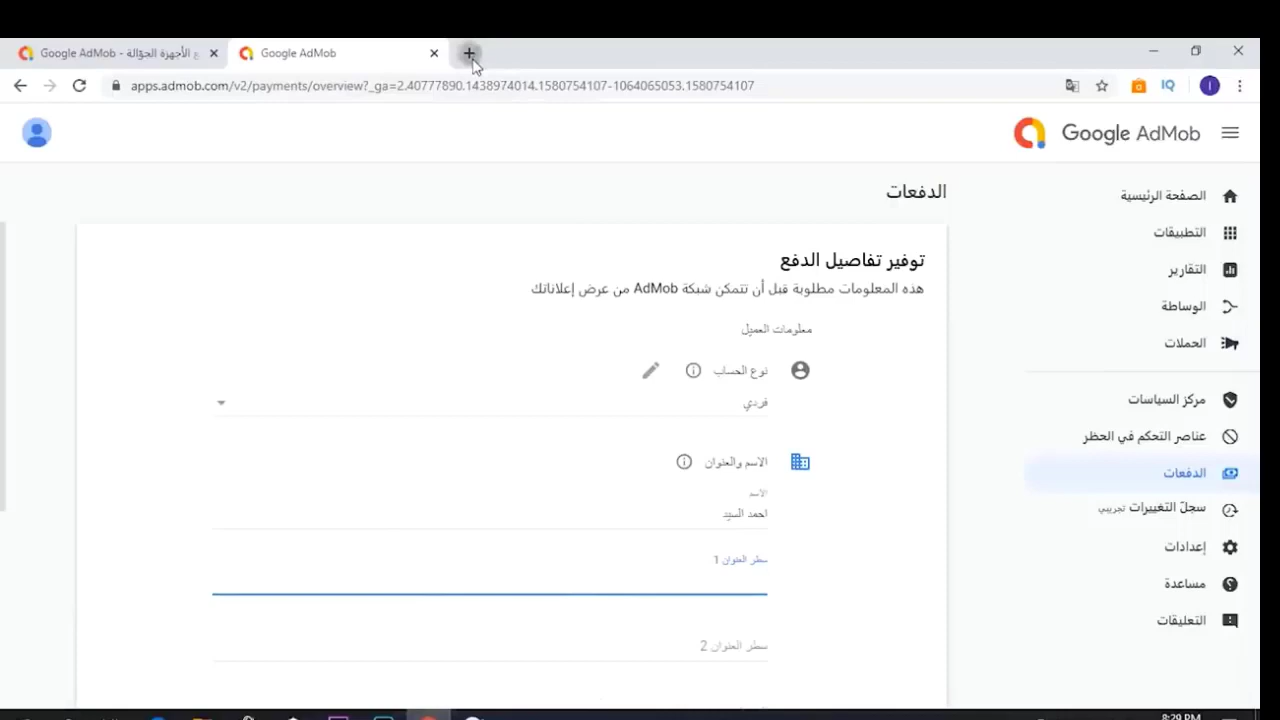 Google AdMob - ع الأجهزة الجوّالة
Google AdMob
apps.admob.com/v2/payments/overview?_ga=2.40777890.1438974014.1580754107-1064065053.1580754107
Google AdMob
الصفحة الرئيسية
التطبيقات
التقارير
الوساطة
الحملات
مركز السياسات
عناصر التحكم في الحظر
الدفعات
سجلّ التغييرات تجريبي
إعدادات
مساعدة
التعليقات
الدفعات
توفير تفاصيل الدفع
هذه المعلومات مطلوبة قبل أن تتمكن شبكة AdMob من عرض إعلاناتك
معلومات العميل
نوع الحساب
فردي
الاسم والعنوان
الاسم
احمد السيد
سطر العنوان 1
سطر العنوان 2
8:29 PM